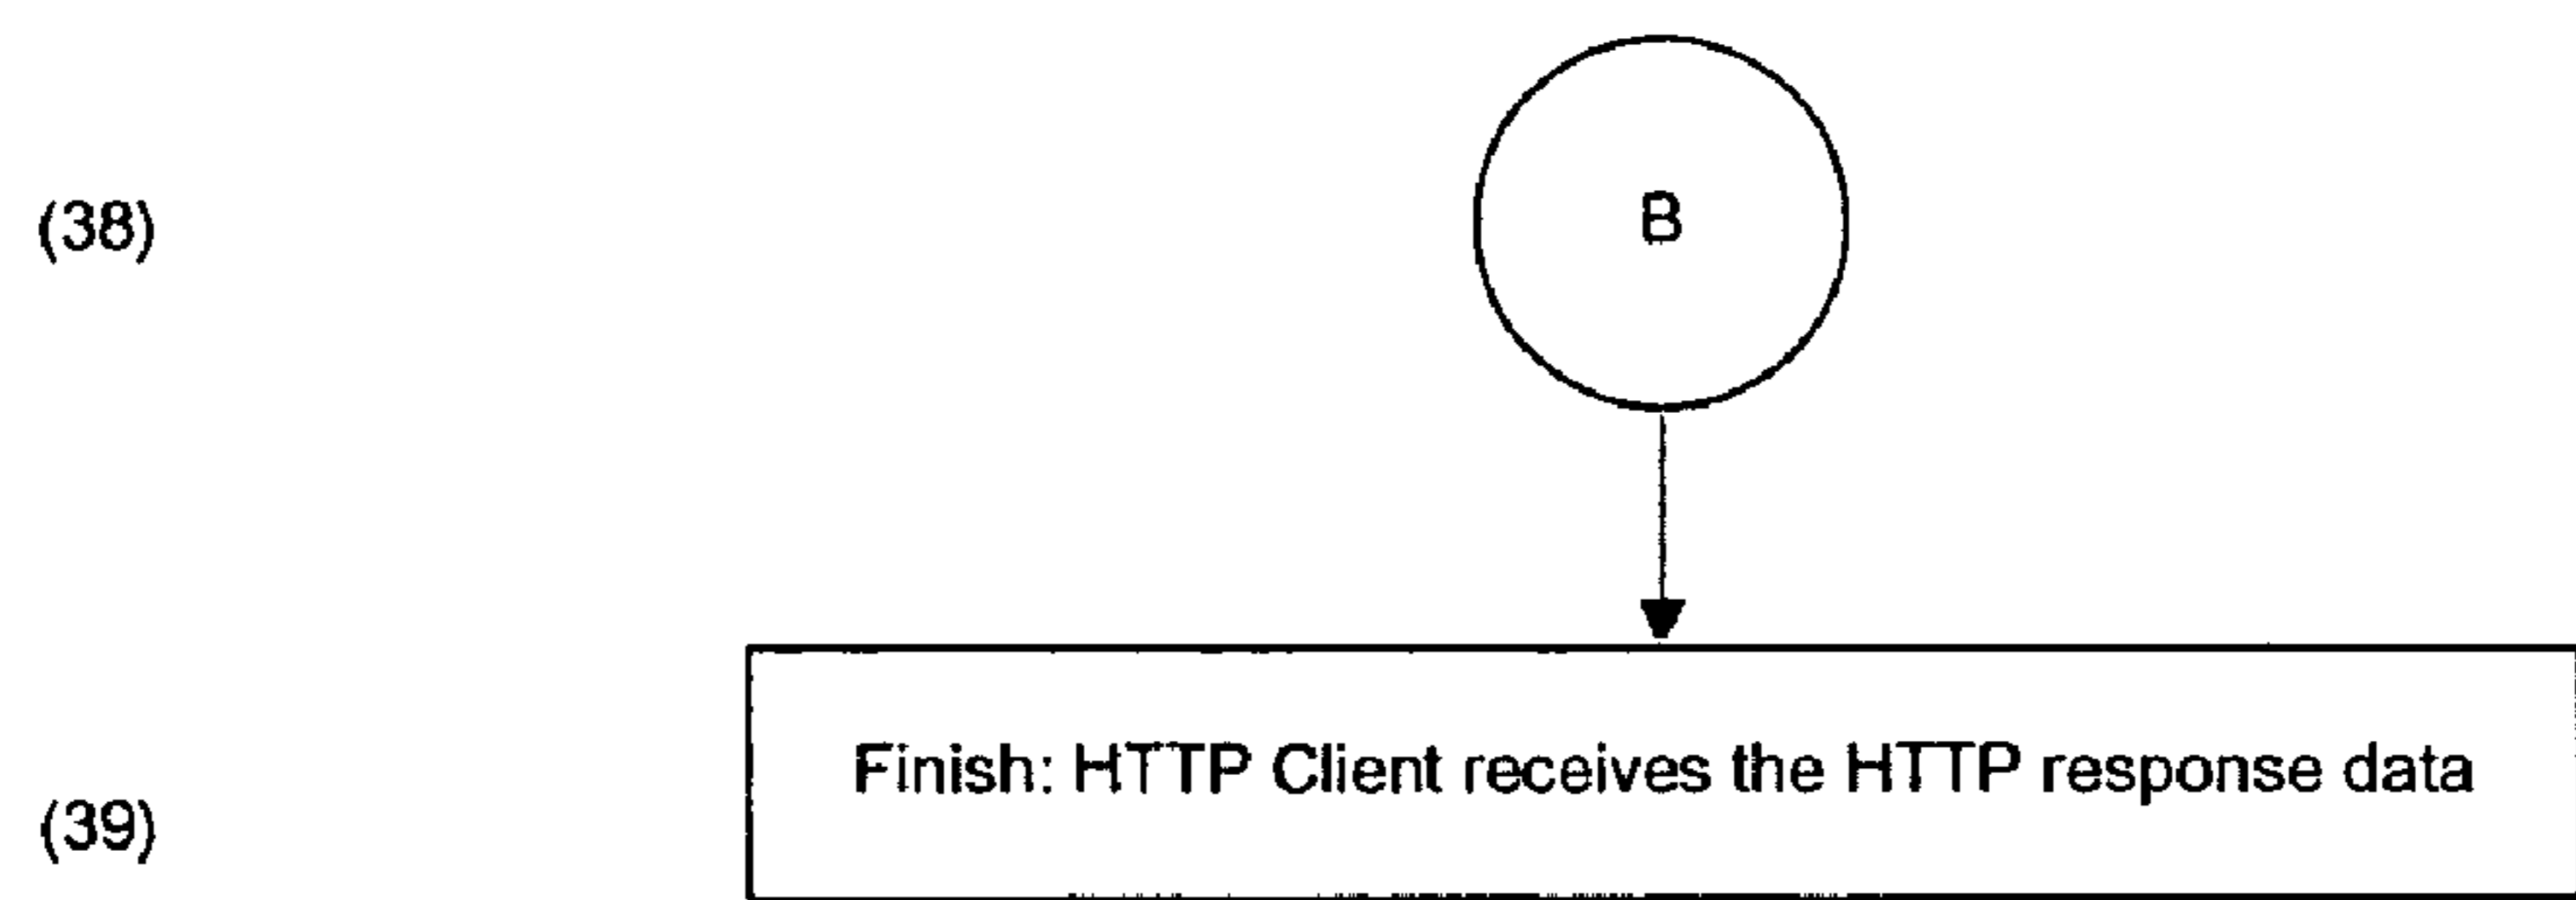 (38)
B
Finish: HTTP Client receives the HTTP response data
(39)